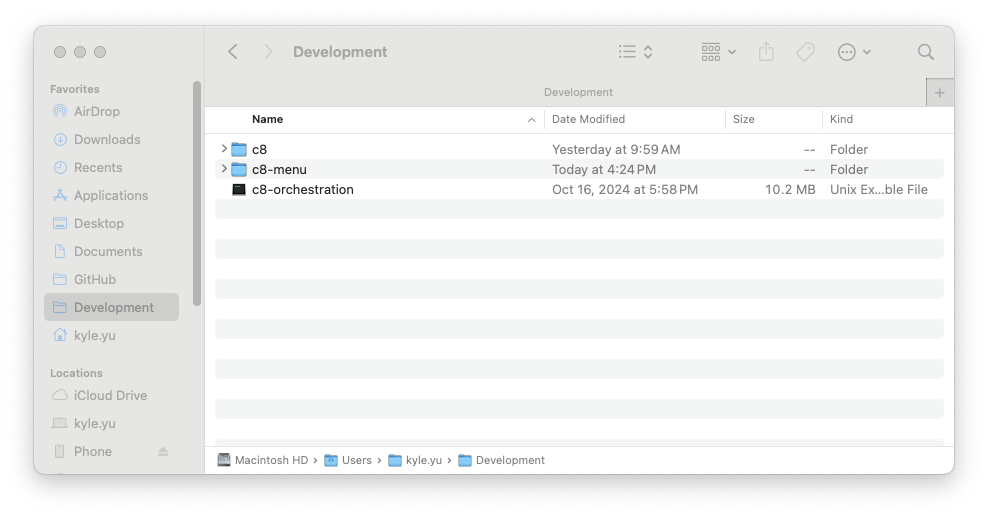 Development
Development
Favorites
AirDrop
Downloads
Recents
Applications
Desktop
Documents
GitHub
Development
kyle.yu
Locations
iCloud Drive
kyle.yu
Phone
Name Date Modified Size Kind
c8 Yesterday at 9:59 AM -- Folder
c8-menu Today at 4:24 PM -- Folder
c8-orchestration Oct 16, 2024 at 5:58 PM 10.2 MB Unix Ex...ble File
Macintosh HD › Users › kyle.yu › Development